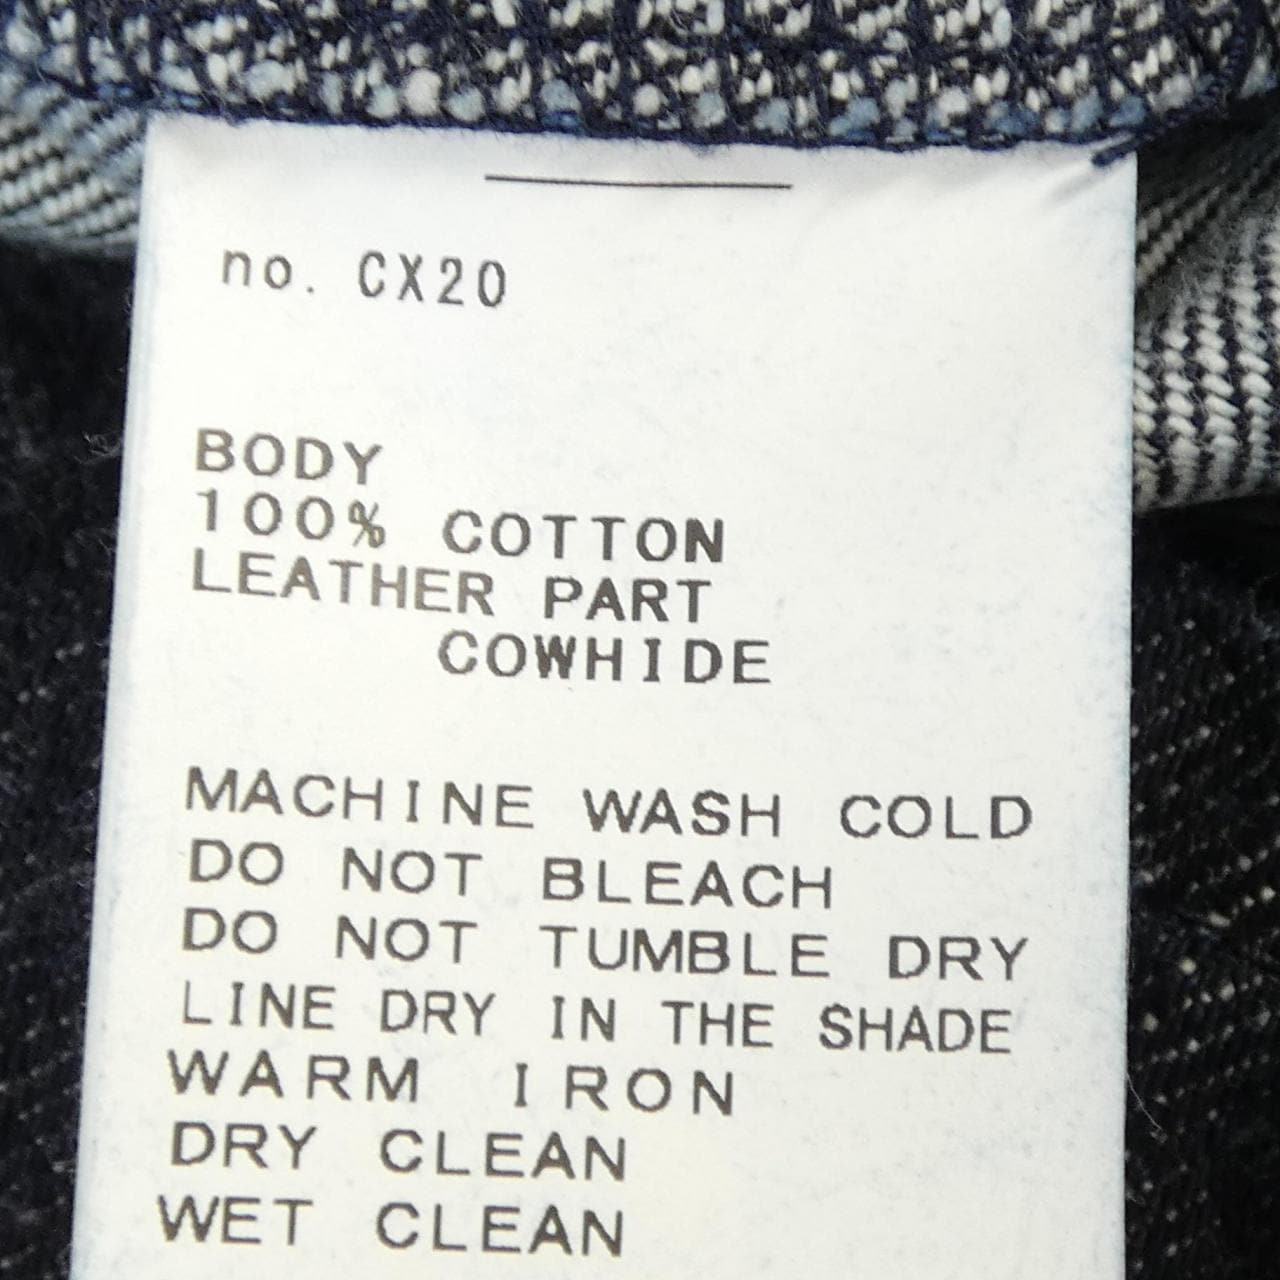 no. CX20
BODY
100% COTTON
LEATHER PART
COWHIDE
MACHINE WASH COLD
DO NOT BLEACH
DO NOT TUMBLE DRY
LINE DRY IN THE SHADE
WARM IRON
DRY CLEAN
WET CLEAN